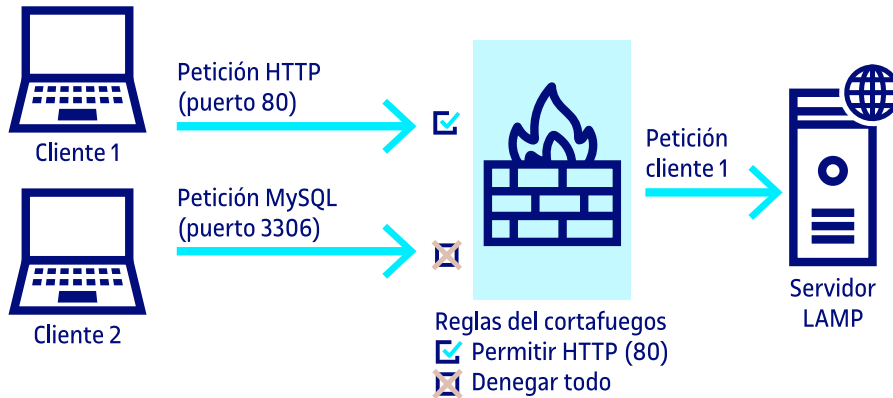 Petición HTTP
(puerto 80)
Cliente 1
Petición MySQL
(puerto 3306)
Cliente 2
Petición
cliente 1
Servidor
LAMP
Reglas del cortafuegos
Permitir HTTP (80)
Denegar todo